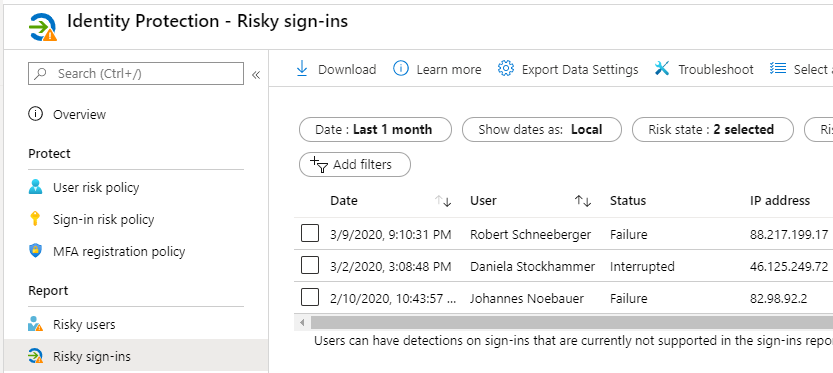 Identity Protection - Risky sign-ins
Search (Ctrl+/)
«
Download
Learn more
Export Data Settings
Troubleshoot
Select
Overview
Protect
User risk policy
Sign-in risk policy
MFA registration policy
Report
Risky users
Risky sign-ins
Date : Last 1 month
Show dates as: Local
Risk state : 2 selected
Add filters
Date User Status IP address
3/9/2020, 9:10:31 PM Robert Schneeberger Failure 88.217.199.17
3/2/2020, 3:08:48 PM Daniela Stockhammer Interrupted 46.125.249.72
2/10/2020, 10:43:57 ... Johannes Noebauer Failure 82.98.92.2
Users can have detections on sign-ins that are currently not supported in the sign-ins repo